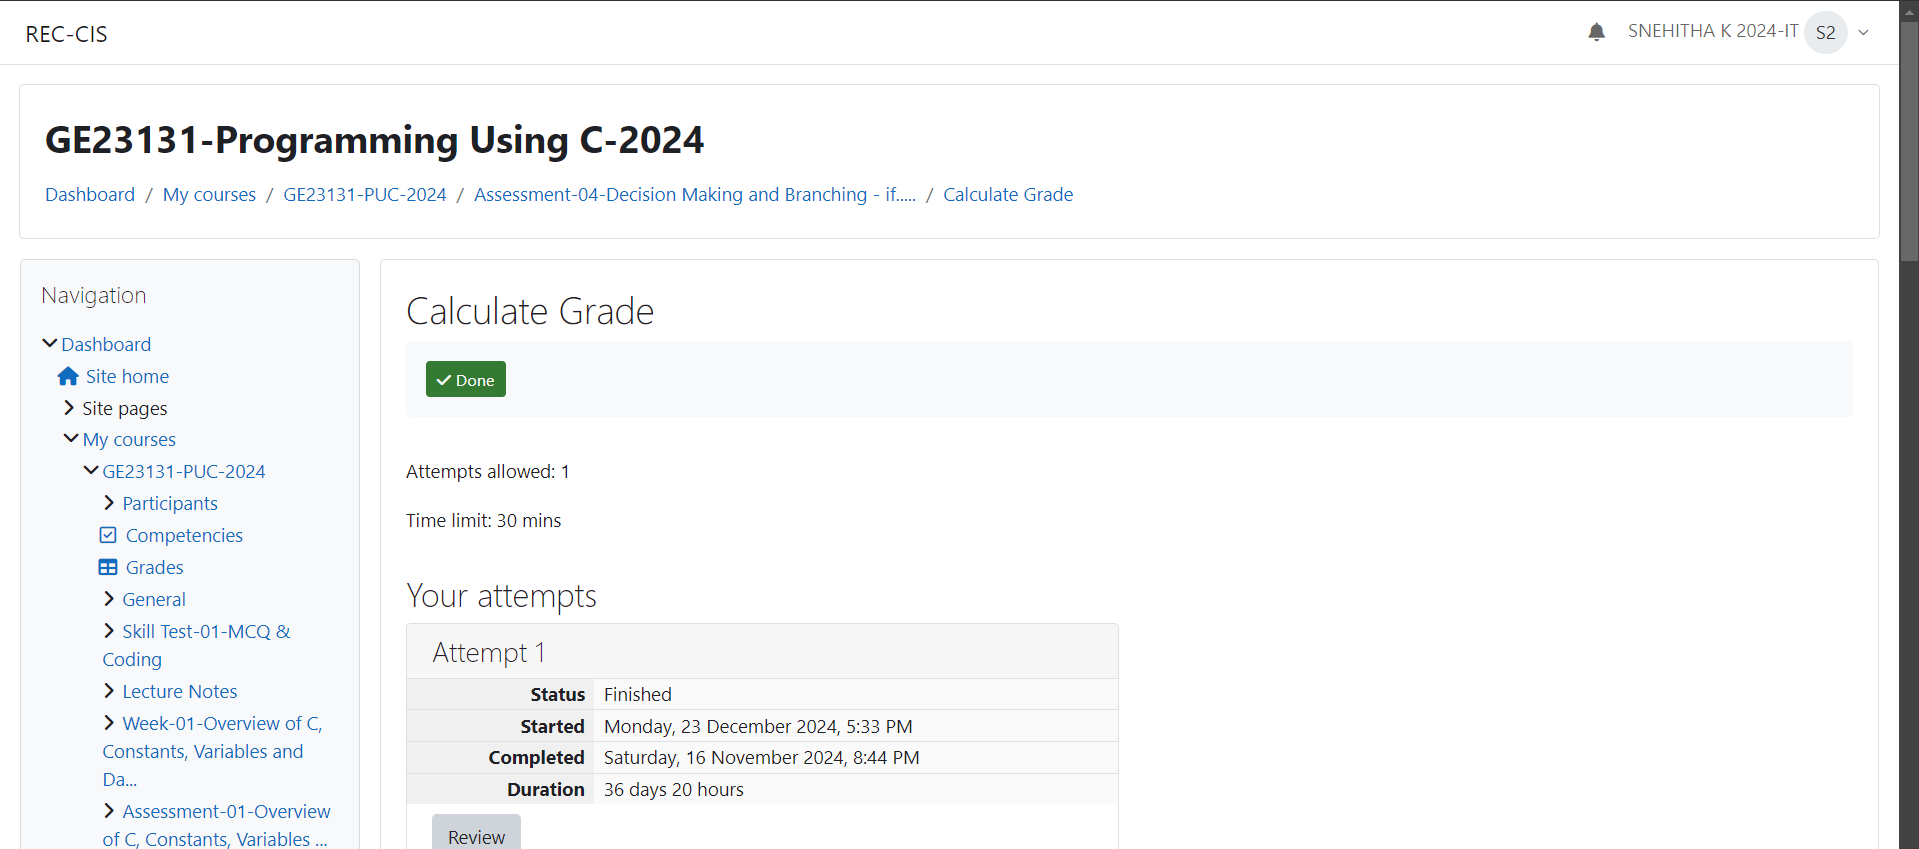 REC-CIS
SNEHITHA K 2024-IT S2
GE23131-Programming Using C-2024
Dashboard / My courses / GE23131-PUC-2024 / Assessment-04-Decision Making and Branching - if..... / Calculate Grade
Navigation
Dashboard
Site home
Site pages
My courses
GE23131-PUC-2024
Participants
Competencies
Grades
General
Skill Test-01-MCQ &
Coding
Lecture Notes
Week-01-Overview of C,
Constants, Variables and
Da...
Assessment-01-Overview
of C, Constants, Variables ...
Calculate Grade
Done
Attempts allowed: 1
Time limit: 30 mins
Your attempts
Attempt 1
Status Finished
Started Monday, 23 December 2024, 5:33 PM
Completed Saturday, 16 November 2024, 8:44 PM
Duration 36 days 20 hours
Review